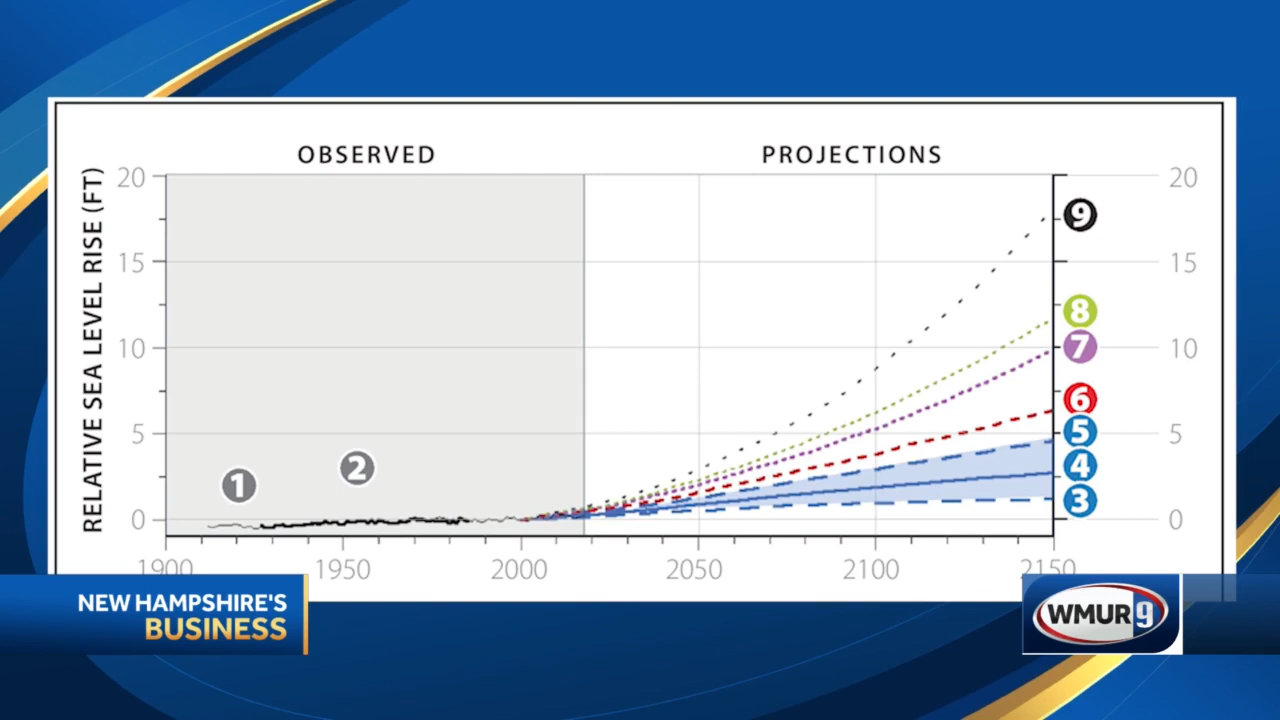 OBSERVED PROJECTIONS
RELATIVE SEA LEVEL RISE (FT)
20 20
9
15 15
8
10 7 10
6
5 5 5
4
1 2 3
0 0
1900 1950 2000 2050 2100 2150
NEW HAMPSHIRE'S
BUSINESS
WMUR 9